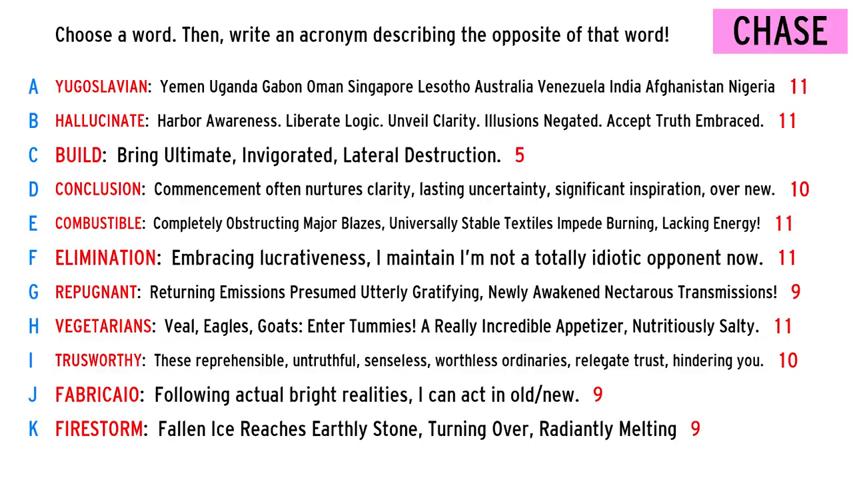 Choose a word. Then, write an acronym describing the opposite of that word!
CHASE
A YUGOSLAVIAN: Yemen Uganda Gabon Oman Singapore Lesotho Australia Venezuela India Afghanistan Nigeria 11
B HALLUCINATE: Harbor Awareness. Liberate Logic. Unveil Clarity. Illusions Negated. Accept Truth Embraced. 11
C BUILD: Bring Ultimate, Invigorated, Lateral Destruction. 5
D CONCLUSION: Commencement often nurtures clarity, lasting uncertainty, significant inspiration, over new. 10
E COMBUSTIBLE: Completely Obstructing Major Blazes, Universally Stable Textiles Impede Burning, Lacking Energy! 11
F ELIMINATION: Embracing lucrativeness, I maintain I'm not a totally idiotic opponent now. 11
G REPUGNANT: Returning Emissions Presumed Utterly Gratifying, Newly Awakened Nectarous Transmissions! 9
H VEGETARIANS: Veal, Eagles, Goats: Enter Tummies! A Really Incredible Appetizer, Nutritiously Salty. 11
I TRUSWORTHY: These reprehensible, untruthful, senseless, worthless ordinaries, relegate trust, hindering you. 10
J FABRICAIO: Following actual bright realities, I can act in old/new. 9
K FIRESTORM: Fallen Ice Reaches Earthly Stone, Turning Over, Radiantly Melting 9